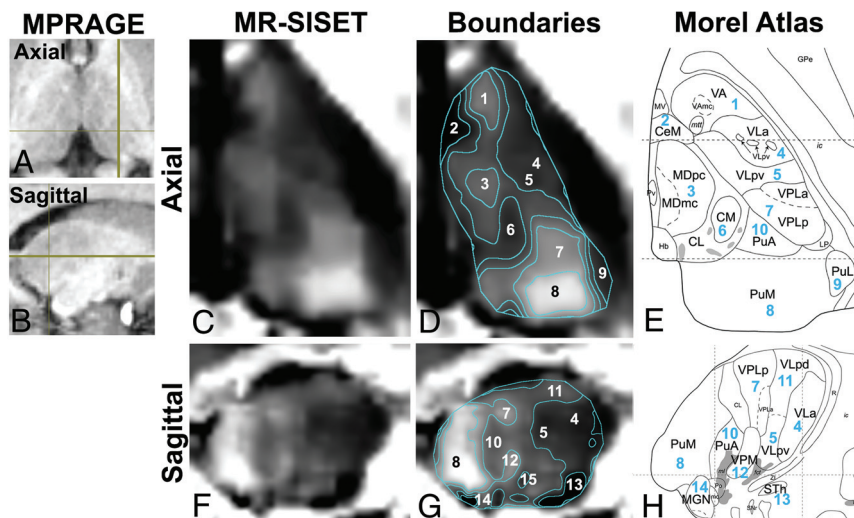 MPRAGE
MR-SISET
Boundaries
Morel Atlas
Axial
A
Sagittal
B
Axial
C
1
2
3
4
5
6
7
8
9
D
GPe
VA
VAmc
1
MV
2
mtt
CeM
VLa
ic
4
VLpv
MDpc
VLpv
5
3
VPLa
Pv
MDmc
7
CM
VPLp
6
10
Hb
CL
PuA
LP
PuL
9
PuM
8
E
Sagittal
F
11
7
4
5
10
8
12
15
13
14
G
VPLp
VLpd
7
11
CL
R
ic
VPLa
VLa
4
10
5
PuM
PuA
VLpv
VPM
8
12
ml
Po
ZI
14
STh
MGN
13
SNr
H